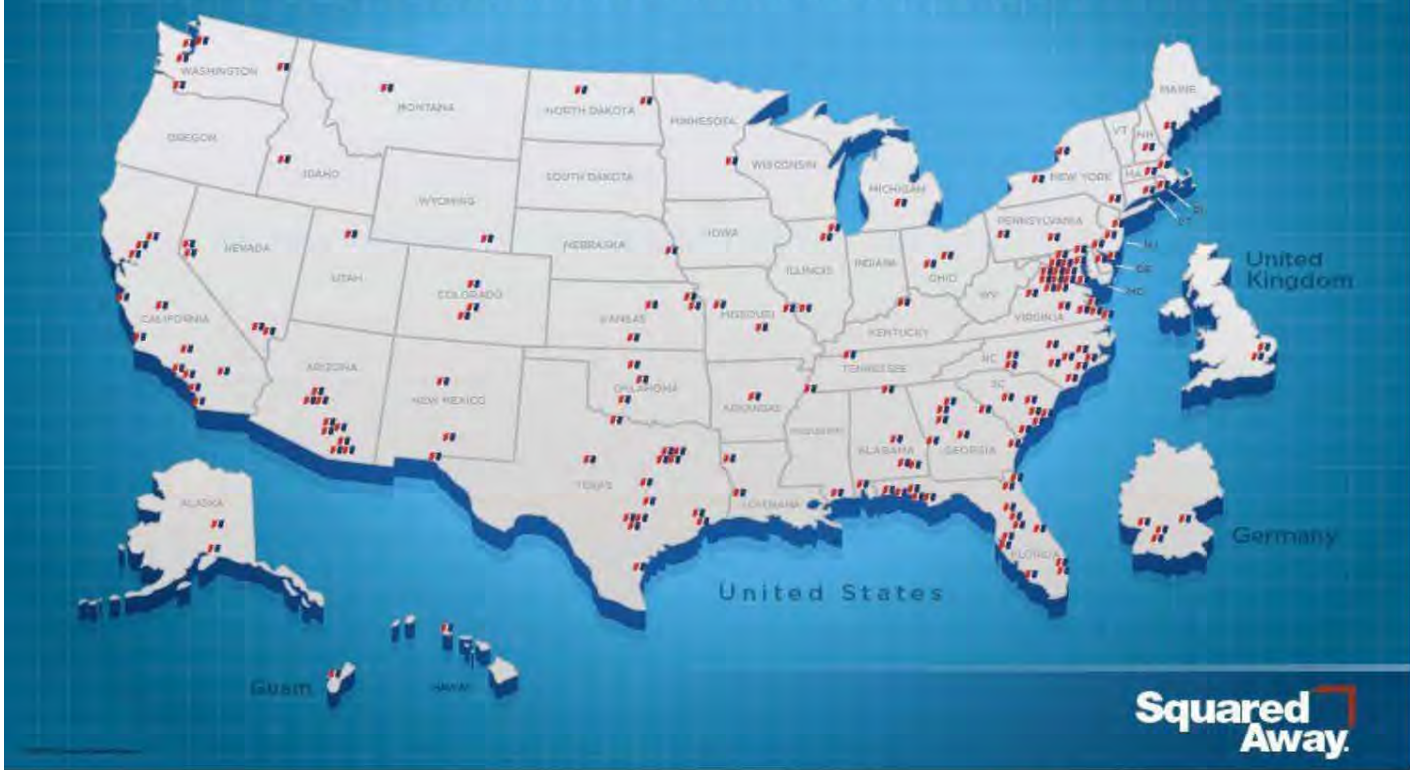 WASHINGTON
MONTANA
NORTH DAKOTA
MINNESOTA
MAINE
OREGON
IDAHO
SOUTH DAKOTA
WISCONSIN
MICHIGAN
VT
NH
NEW YORK
MA
WYOMING
NEBRASKA
IOWA
PENNSYLVANIA
RI
CT
NEVADA
UTAH
COLORADO
ILLINOIS
INDIANA
OHIO
WV
NJ
DE
MD
United
Kingdom
CALIFORNIA
KANSAS
MISSOURI
KENTUCKY
VIRGINIA
ARIZONA
NEW MEXICO
OKLAHOMA
ARKANSAS
TENNESSEE
NC
SC
MISSISSIPPI
ALABAMA
GEORGIA
TEXAS
LOUISIANA
FLORIDA
ALASKA
Germany
United States
Guam
HAWAII
Squared
Away.